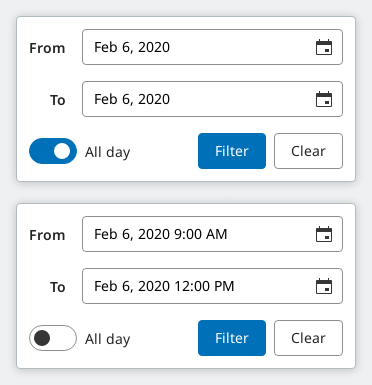 From Feb 6, 2020
To Feb 6, 2020
All day Filter Clear
From Feb 6, 2020 9:00 AM
To Feb 6, 2020 12:00 PM
All day Filter Clear